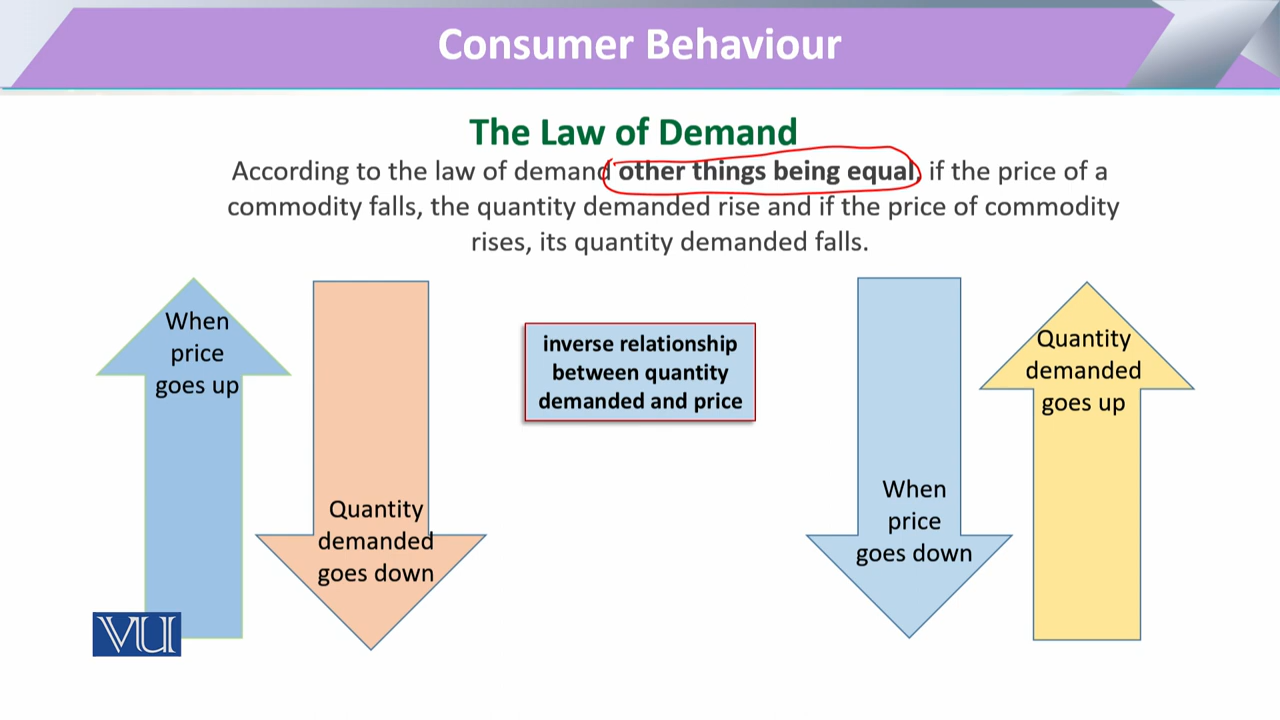 Consumer Behaviour
The Law of Demand
According to the law of demand other things being equal, if the price of a
commodity falls, the quantity demanded rise and if the price of commodity
rises, its quantity demanded falls.
When
price
goes up
Quantity
demanded
goes down
inverse relationship
between quantity
demanded and price
When
price
goes down
Quantity
demanded
goes up
VU